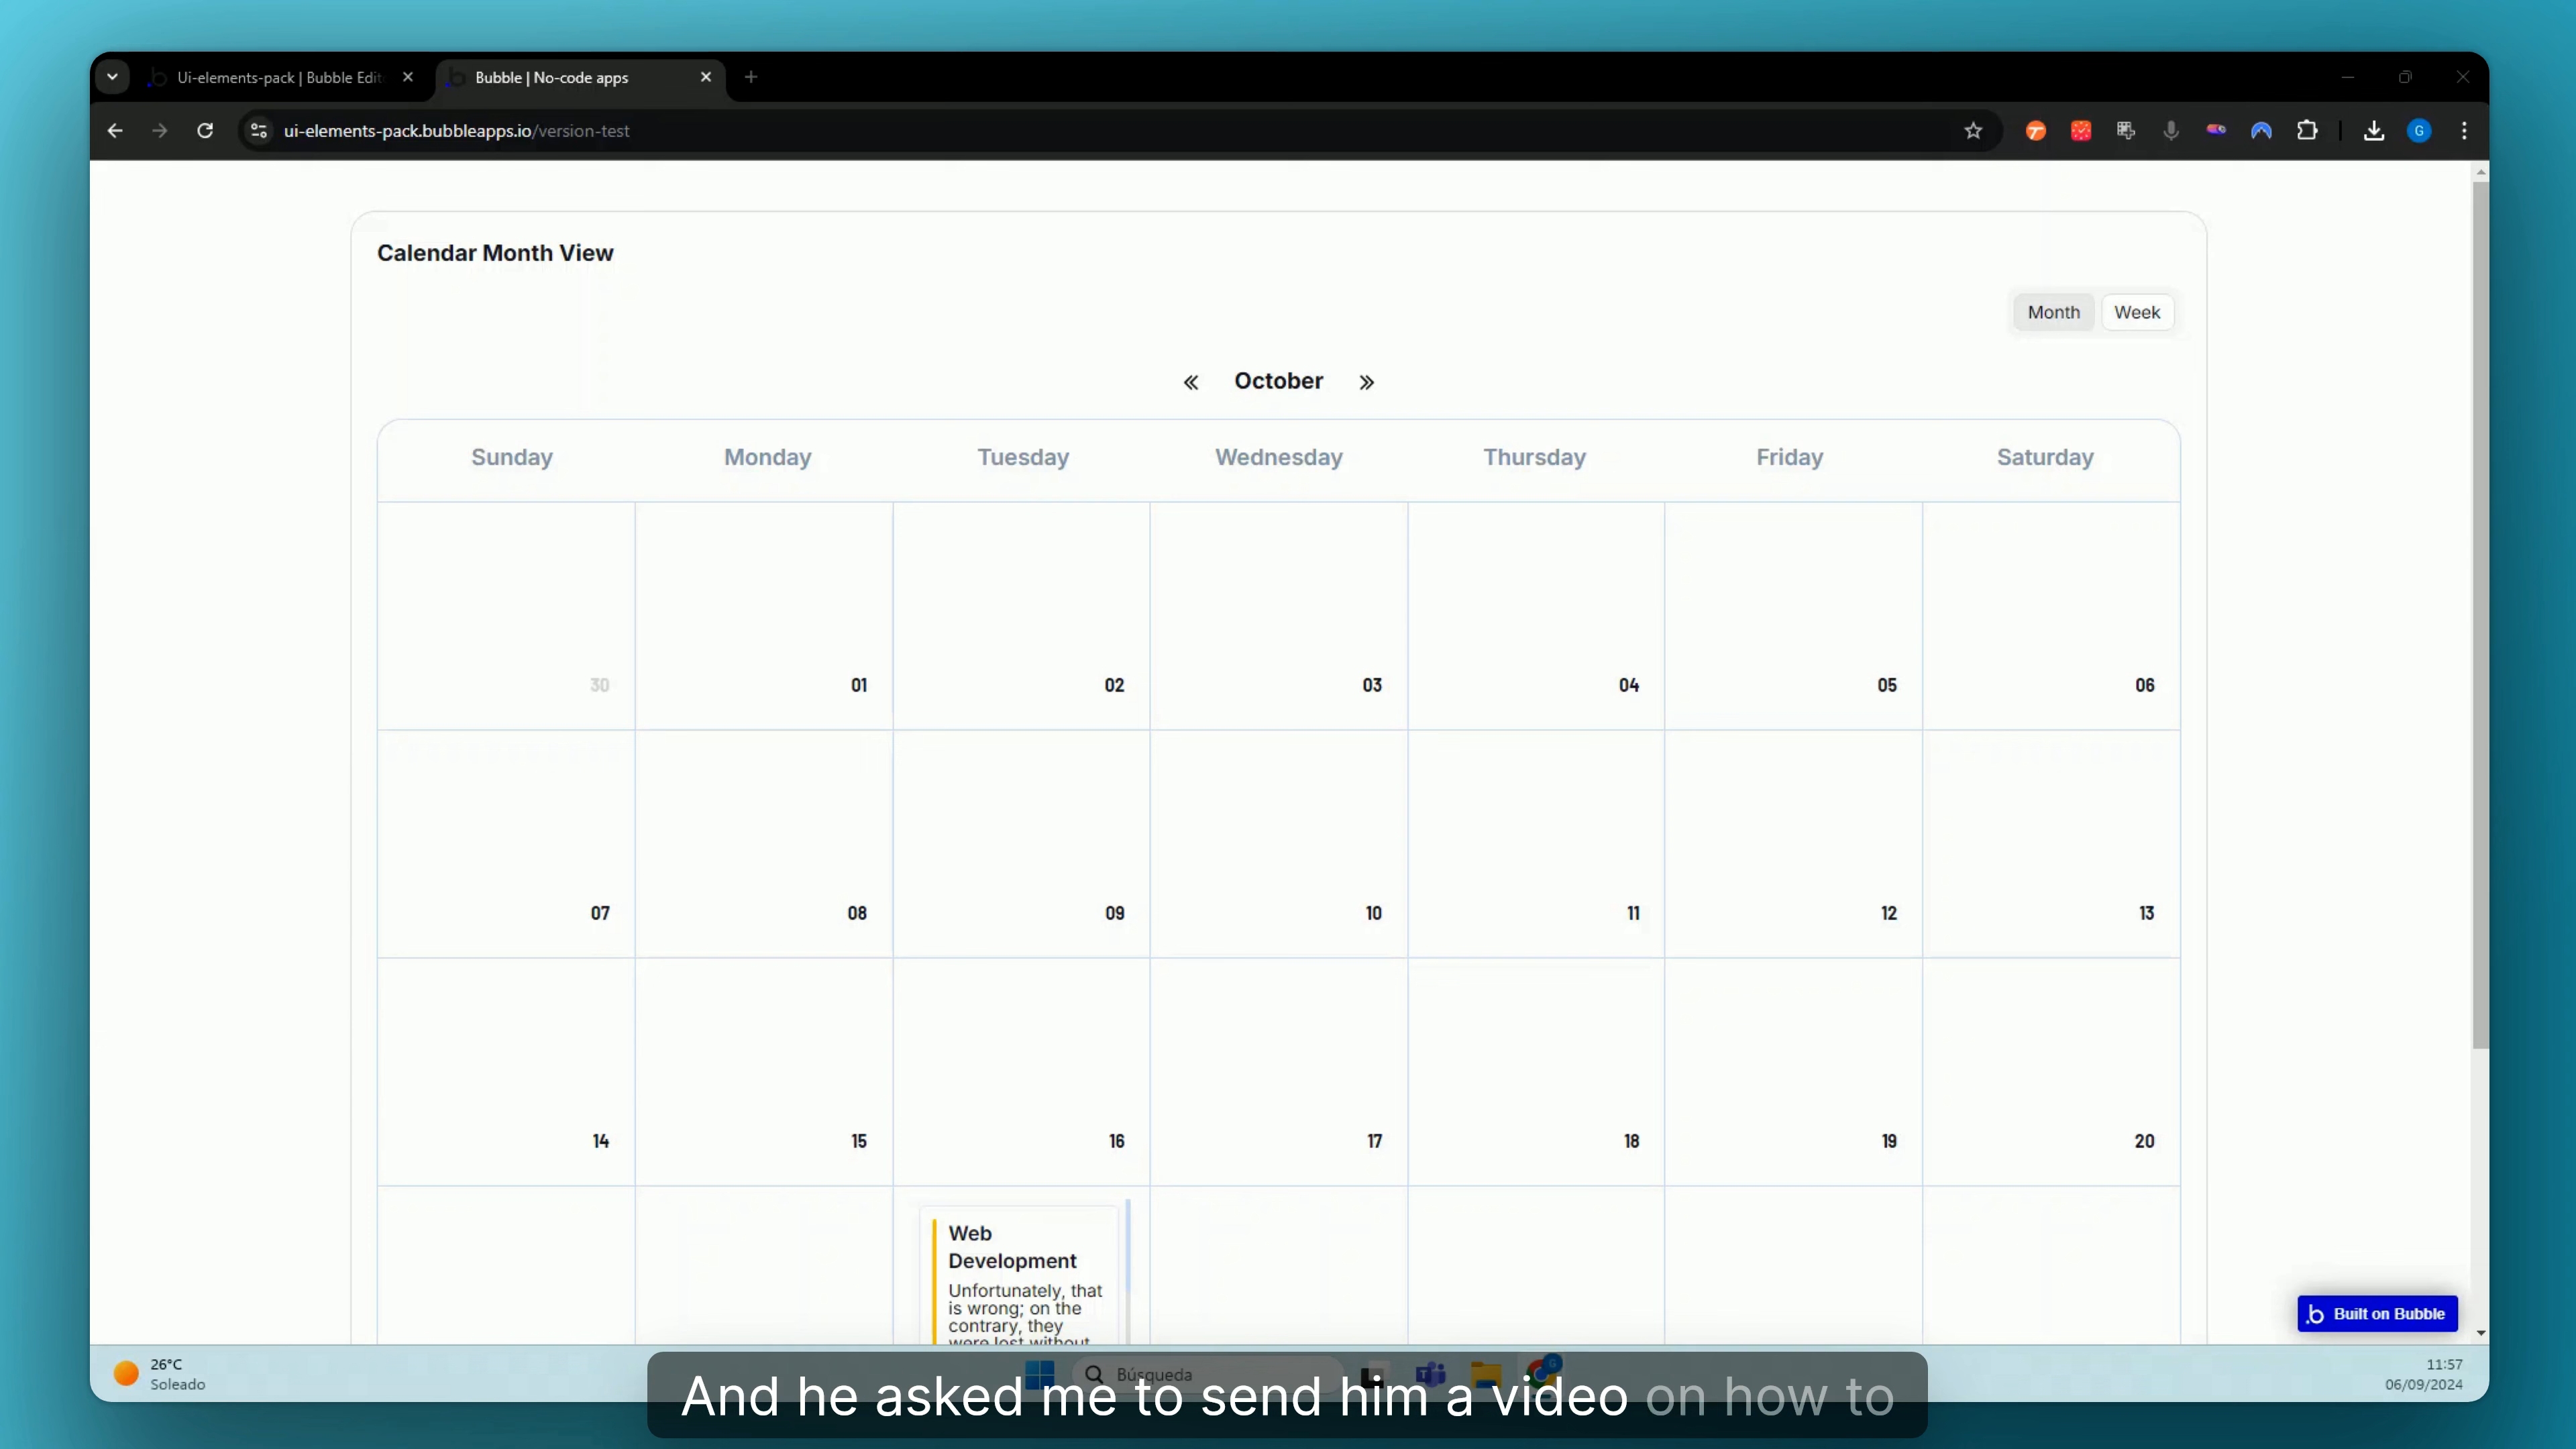 Ui-elements-pack | Bubble Edit
Bubble | No-code apps
ui-elements-pack.bubbleapps.io/version-test
G
Calendar Month View
Month Week
October
Sunday Monday Tuesday Wednesday Thursday Friday Saturday
30 01 02 03 04 05 06
07 08 09 10 11 12 13
14 15 16 17 18 19 20
Web
Development
Unfortunately, that
is wrong; on the
contrary, they
were lost without
Built on Bubble
26°C
Soleado
Búsqueda
11:57
06/09/2024
And he asked me to send him a video on how to